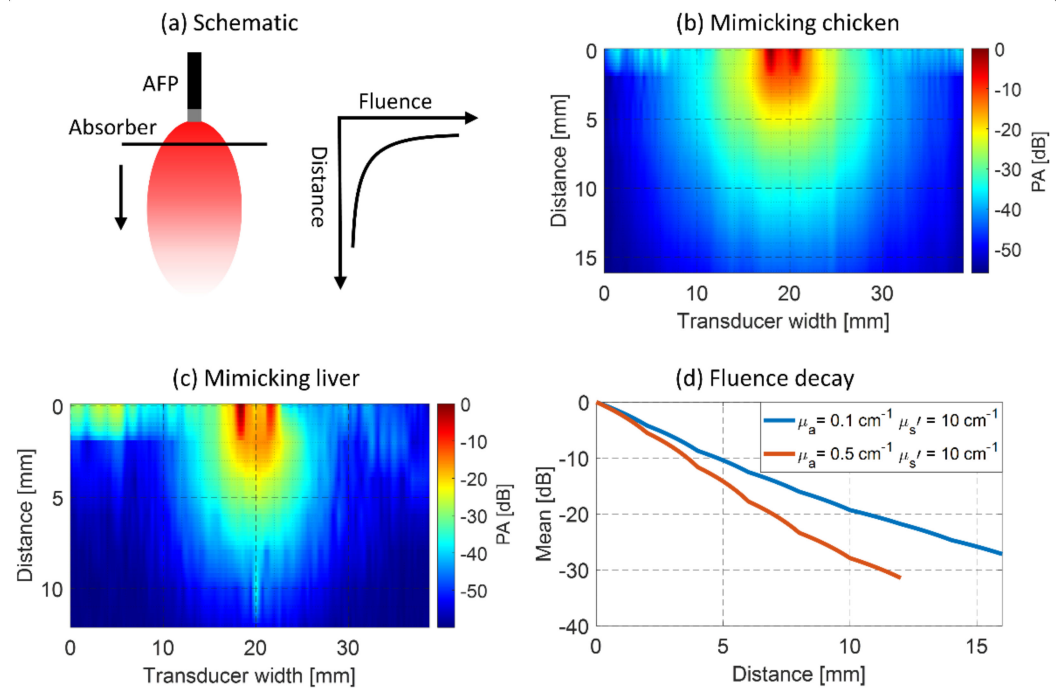 (a) Schematic
AFP
Absorber
Fluence
Distance
(b) Mimicking chicken
0
5
10
15
Distance [mm]
0
10
20
30
Transducer width [mm]
0
-10
-20
-30
-40
-50
PA [dB]
(c) Mimicking liver
0
5
10
Distance [mm]
0
10
20
30
Transducer width [mm]
0
-10
-20
-30
-40
-50
PA [dB]
(d) Fluence decay
μa= 0.1 cm⁻¹ μs′ = 10 cm⁻¹
μa= 0.5 cm⁻¹ μs′ = 10 cm⁻¹
0
-10
-20
-30
-40
Mean [dB]
0
5
10
15
Distance [mm]